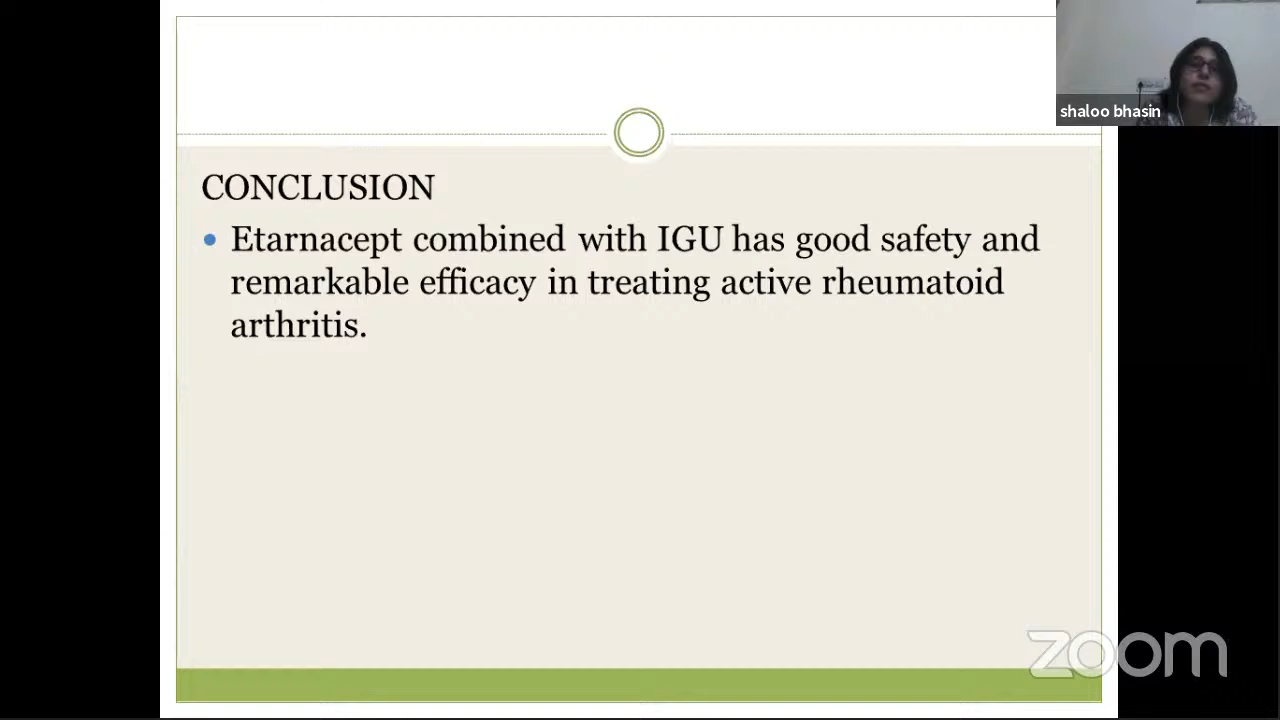 shaloo bhasin
CONCLUSION
Etarnacept combined with IGU has good safety and
remarkable efficacy in treating active rheumatoid
arthritis.
zoom